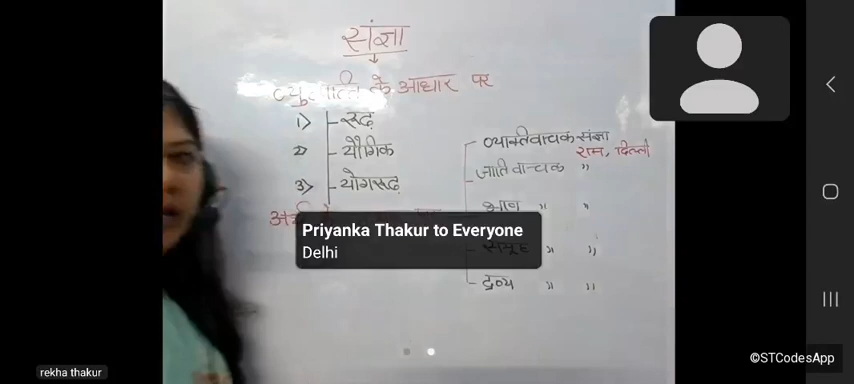 संज्ञा
के आधार पर
1) रूढ़
2) यौगिक
3) योगरूढ़
व्यक्तिवाचक संज्ञा
राम, दिल्ली
जातिवाचक "
भाव " "
समूह " "
द्रव्य " "
Priyanka Thakur to Everyone
Delhi
rekha thakur
©STCodesApp